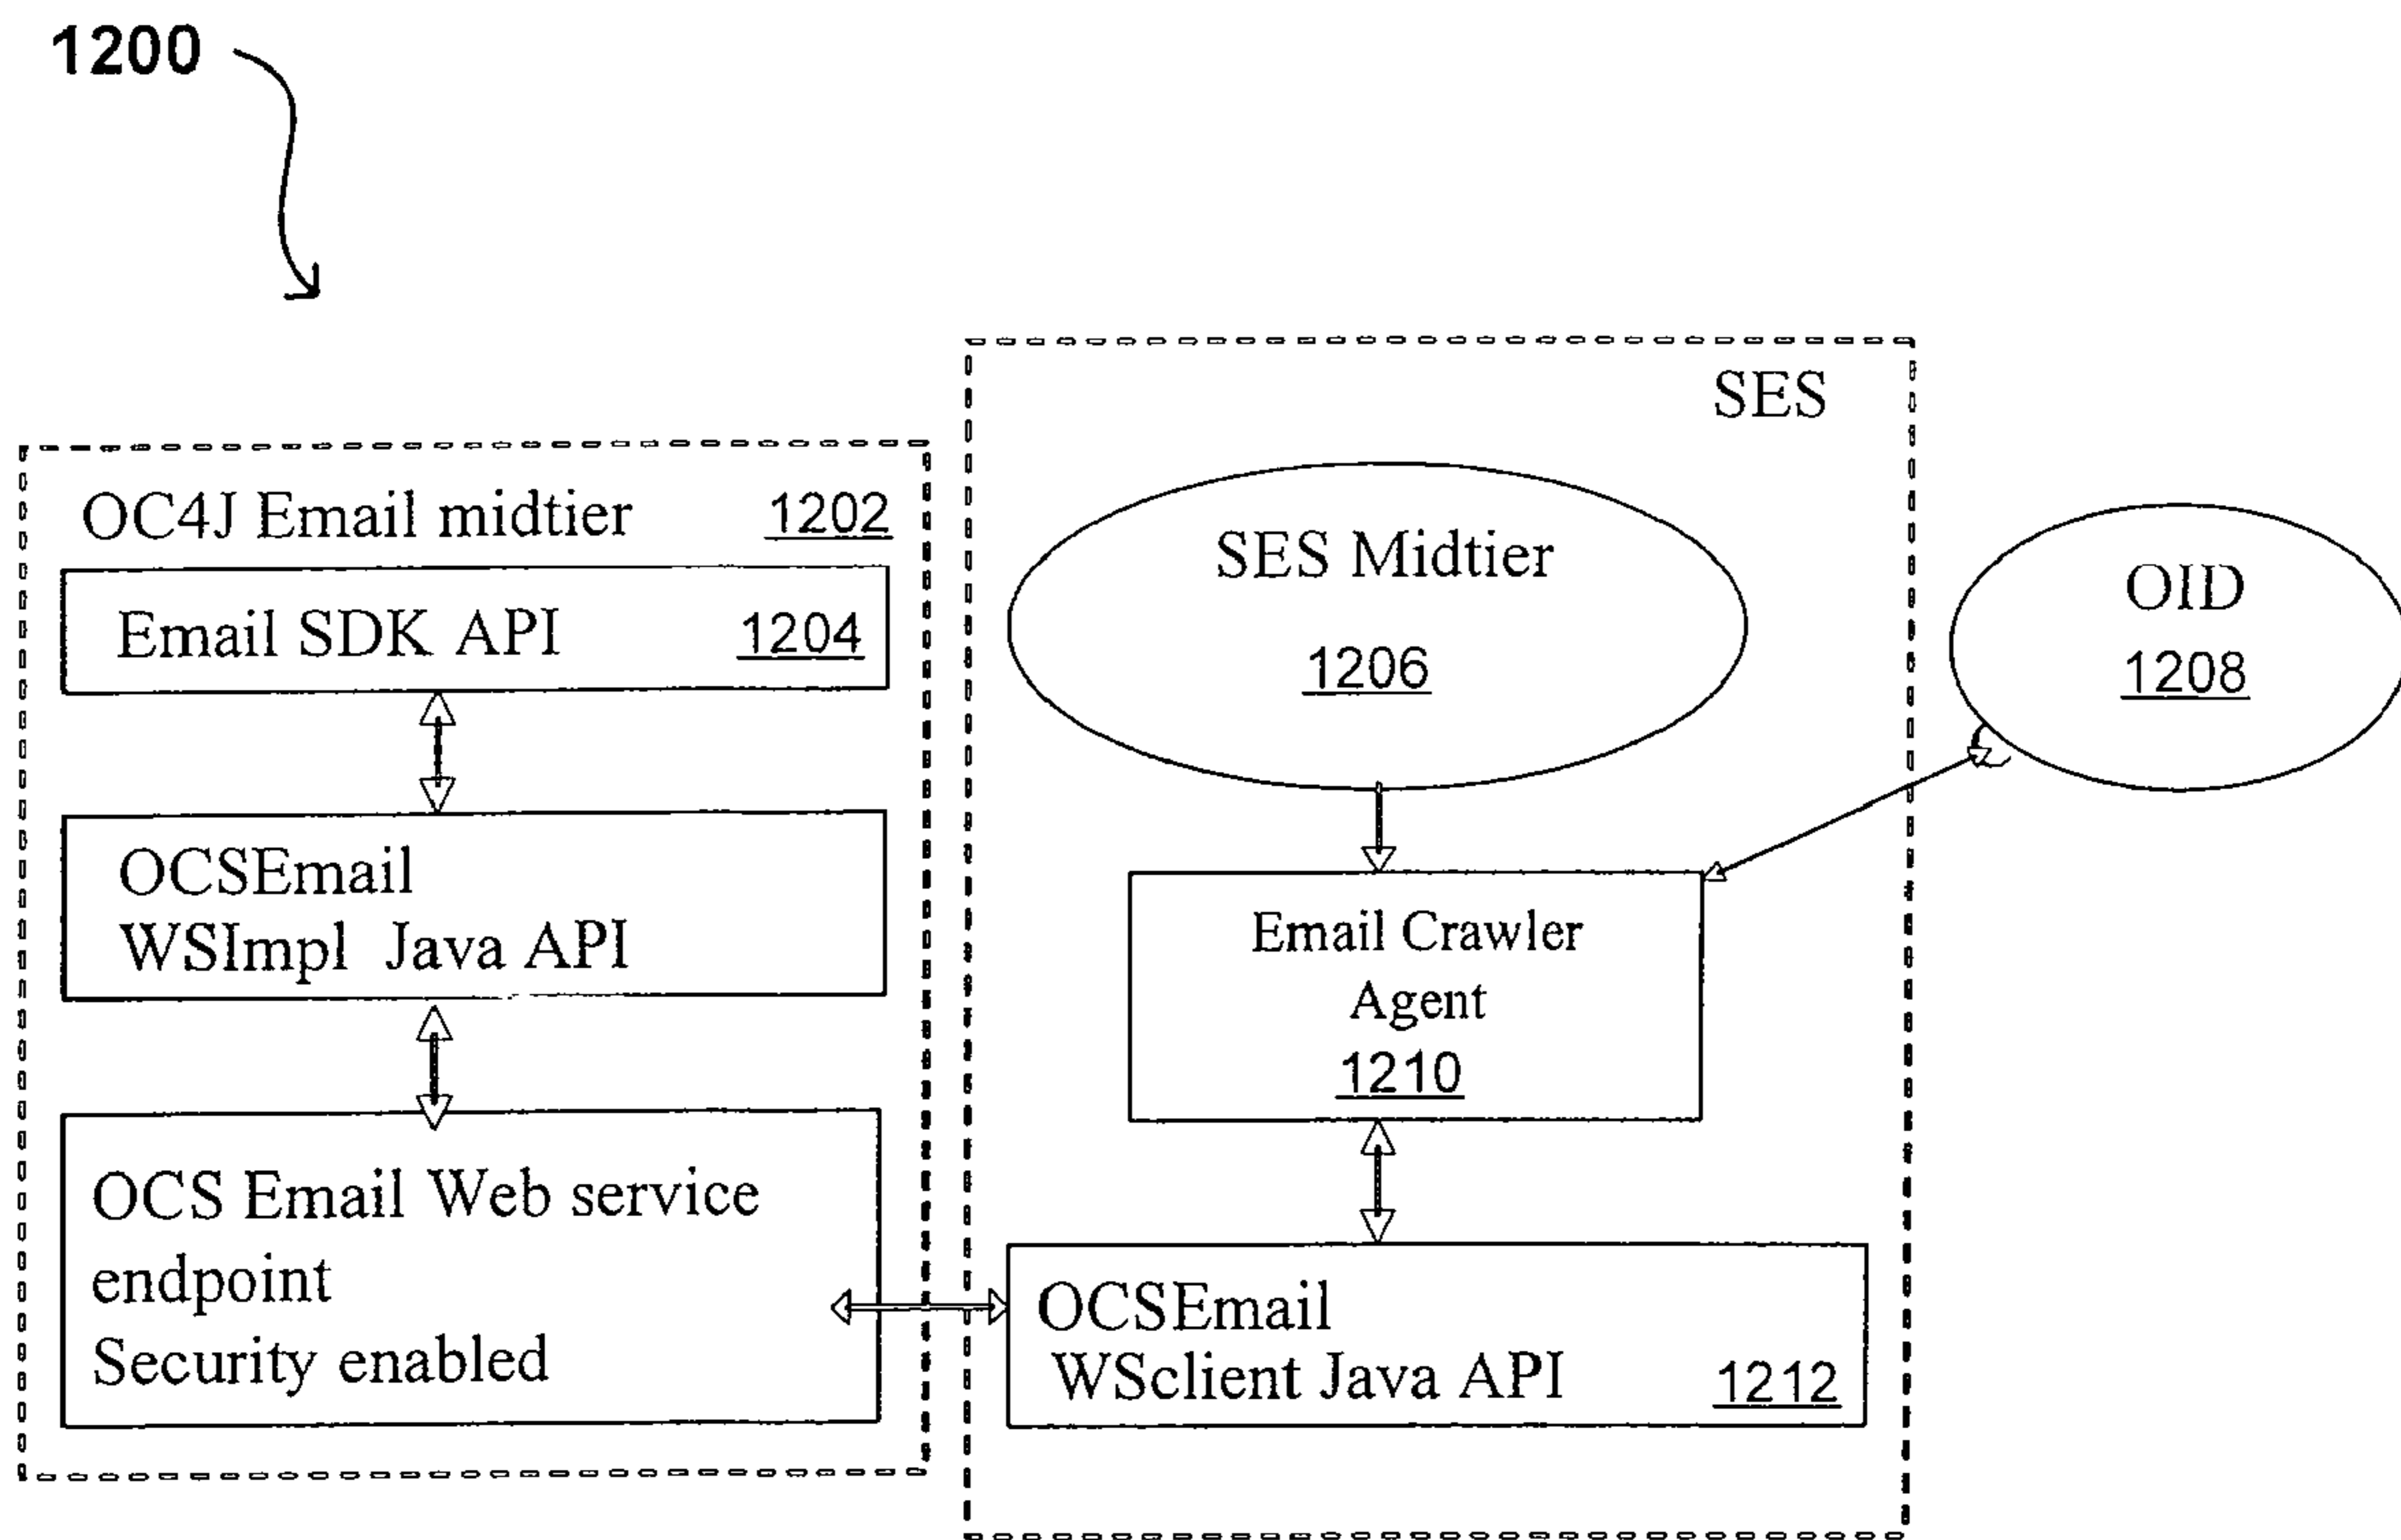 1200
OC4J Email midtier 1202
Email SDK API 1204
OCSEmail
WSImpl Java API
OCS Email Web service
endpoint
Security enabled
SES
SES Midtier
1206
Email Crawler
Agent
1210
OCSEmail
WSclient Java API 1212
OID
1208